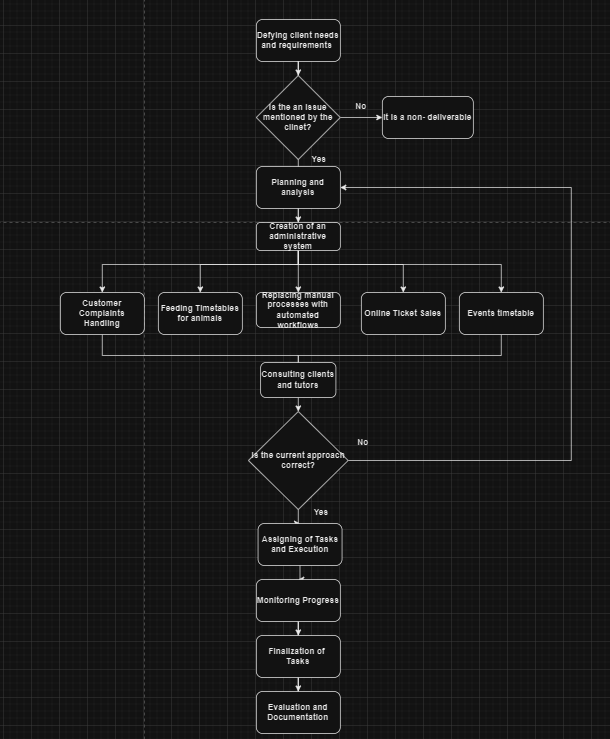 Defying client needs
and requirements
Is the an issue
mentioned by the
clinet?
No
It is a non- deliverable
Yes
Planning and
analysis
Creation of an
administrative
system
Customer
Complaints
Handling
Feeding Timetables
for animals
Replacing manual
processes with
automated
workflows
Online Ticket Sales
Events timetable
Consulting clients
and tutors
Is the current approach
correct?
No
Yes
Assigning of Tasks
and Execution
Monitoring Progress
Finalization of
Tasks
Evaluation and
Documentation